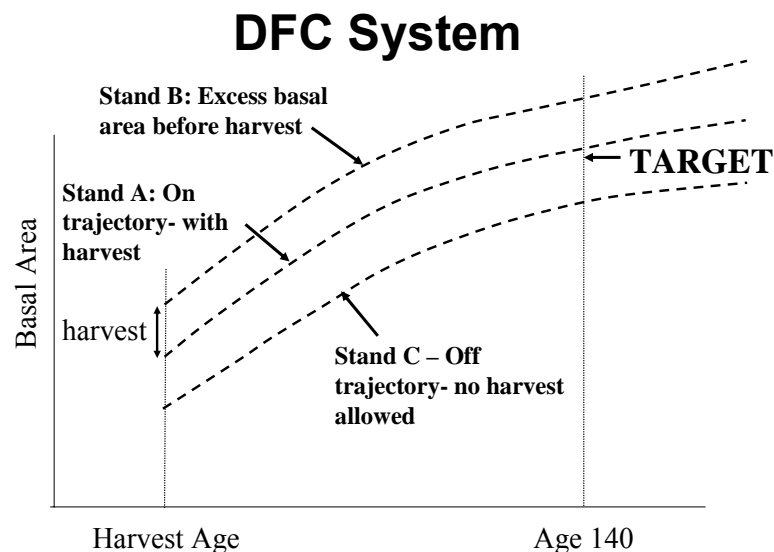 DFC System
Stand B: Excess basal
area before harvest
TARGET
Stand A: On
trajectory- with
harvest
Basal Area
harvest
Stand C – Off
trajectory- no harvest
allowed
Harvest Age
Age 140